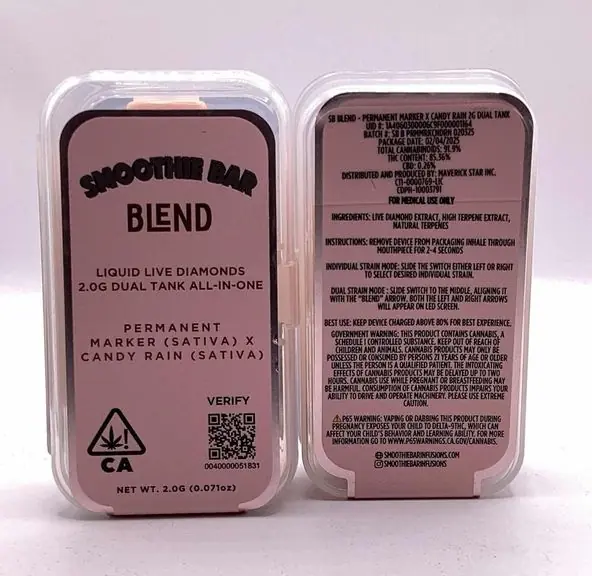 SMOOTHIE BAR
BLEND
LIQUID LIVE DIAMONDS
2.0G DUAL TANK ALL-IN-ONE
PERMANENT
MARKER (SATIVA) X
CANDY RAIN (SATIVA)
VERIFY
CA
0040000051831
NET WT. 2.0G (0.071oz)
SB BLEND - PERMANENT MARKER X CANDY RAIN 2G DUAL TANK
UID #: 1A4060300006C9F000001164
BATCH #: SB B PRMMRXCNDRN 020325
PACKAGE DATE: 02/04/2025
TOTAL CANNABINOIDS: 91.9%
THC CONTENT: 85.36%
CBD: 0.26%
DISTRIBUTED AND PRODUCED BY: MAVERICK STAR INC.
C11-0000769-LIC
CDPH-10003791
FOR MEDICAL USE ONLY
INGREDIENTS: LIVE DIAMOND EXTRACT, HIGH TERPENE EXTRACT,
NATURAL TERPENES
INSTRUCTIONS: REMOVE DEVICE FROM PACKAGING INHALE THROUGH
MOUTHPIECE FOR 2-4 SECONDS
INDIVIDUAL STRAIN MODE: SLIDE THE SWITCH EITHER LEFT OR RIGHT
TO SELECT DESIRED INDIVIDUAL STRAIN.
DUAL STRAIN MODE: SLIDE SWITCH TO THE MIDDLE, ALIGNING IT
WITH THE "BLEND" ARROW. BOTH THE LEFT AND RIGHT ARROWS
WILL APPEAR ON LED SCREEN.
BEST USE: KEEP DEVICE CHARGED ABOVE 80% FOR BEST EXPERIENCE.
GOVERNMENT WARNING: THIS PRODUCT CONTAINS CANNABIS, A
SCHEDULE I CONTROLLED SUBSTANCE. KEEP OUT OF REACH OF
CHILDREN AND ANIMALS. CANNABIS PRODUCTS MAY ONLY BE
POSSESSED OR CONSUMED BY PERSONS 21 YEARS OF AGE OR OLDER
UNLESS THE PERSON IS A QUALIFIED PATIENT. THE INTOXICATING
EFFECTS OF CANNABIS PRODUCTS MAY BE DELAYED UP TO TWO
HOURS. CANNABIS USE WHILE PREGNANT OR BREASTFEEDING MAY
BE HARMFUL. CONSUMPTION OF CANNABIS PRODUCTS IMPAIRS YOUR
ABILITY TO DRIVE AND OPERATE MACHINERY. PLEASE USE EXTREME
CAUTION.
⚠P65 WARNING: VAPING OR DABBING THIS PRODUCT DURING
PREGNANCY EXPOSES YOUR CHILD TO DELTA-9THC, WHICH CAN
AFFECT YOUR CHILD'S BEHAVIOR AND LEARNING ABILITY. FOR MORE
INFORMATION GO TO WWW.P65WARNINGS.CA.GOV/CANNABIS.
SMOOTHIEBARINFUSIONS.COM
SMOOTHIEBARINFUSIONS